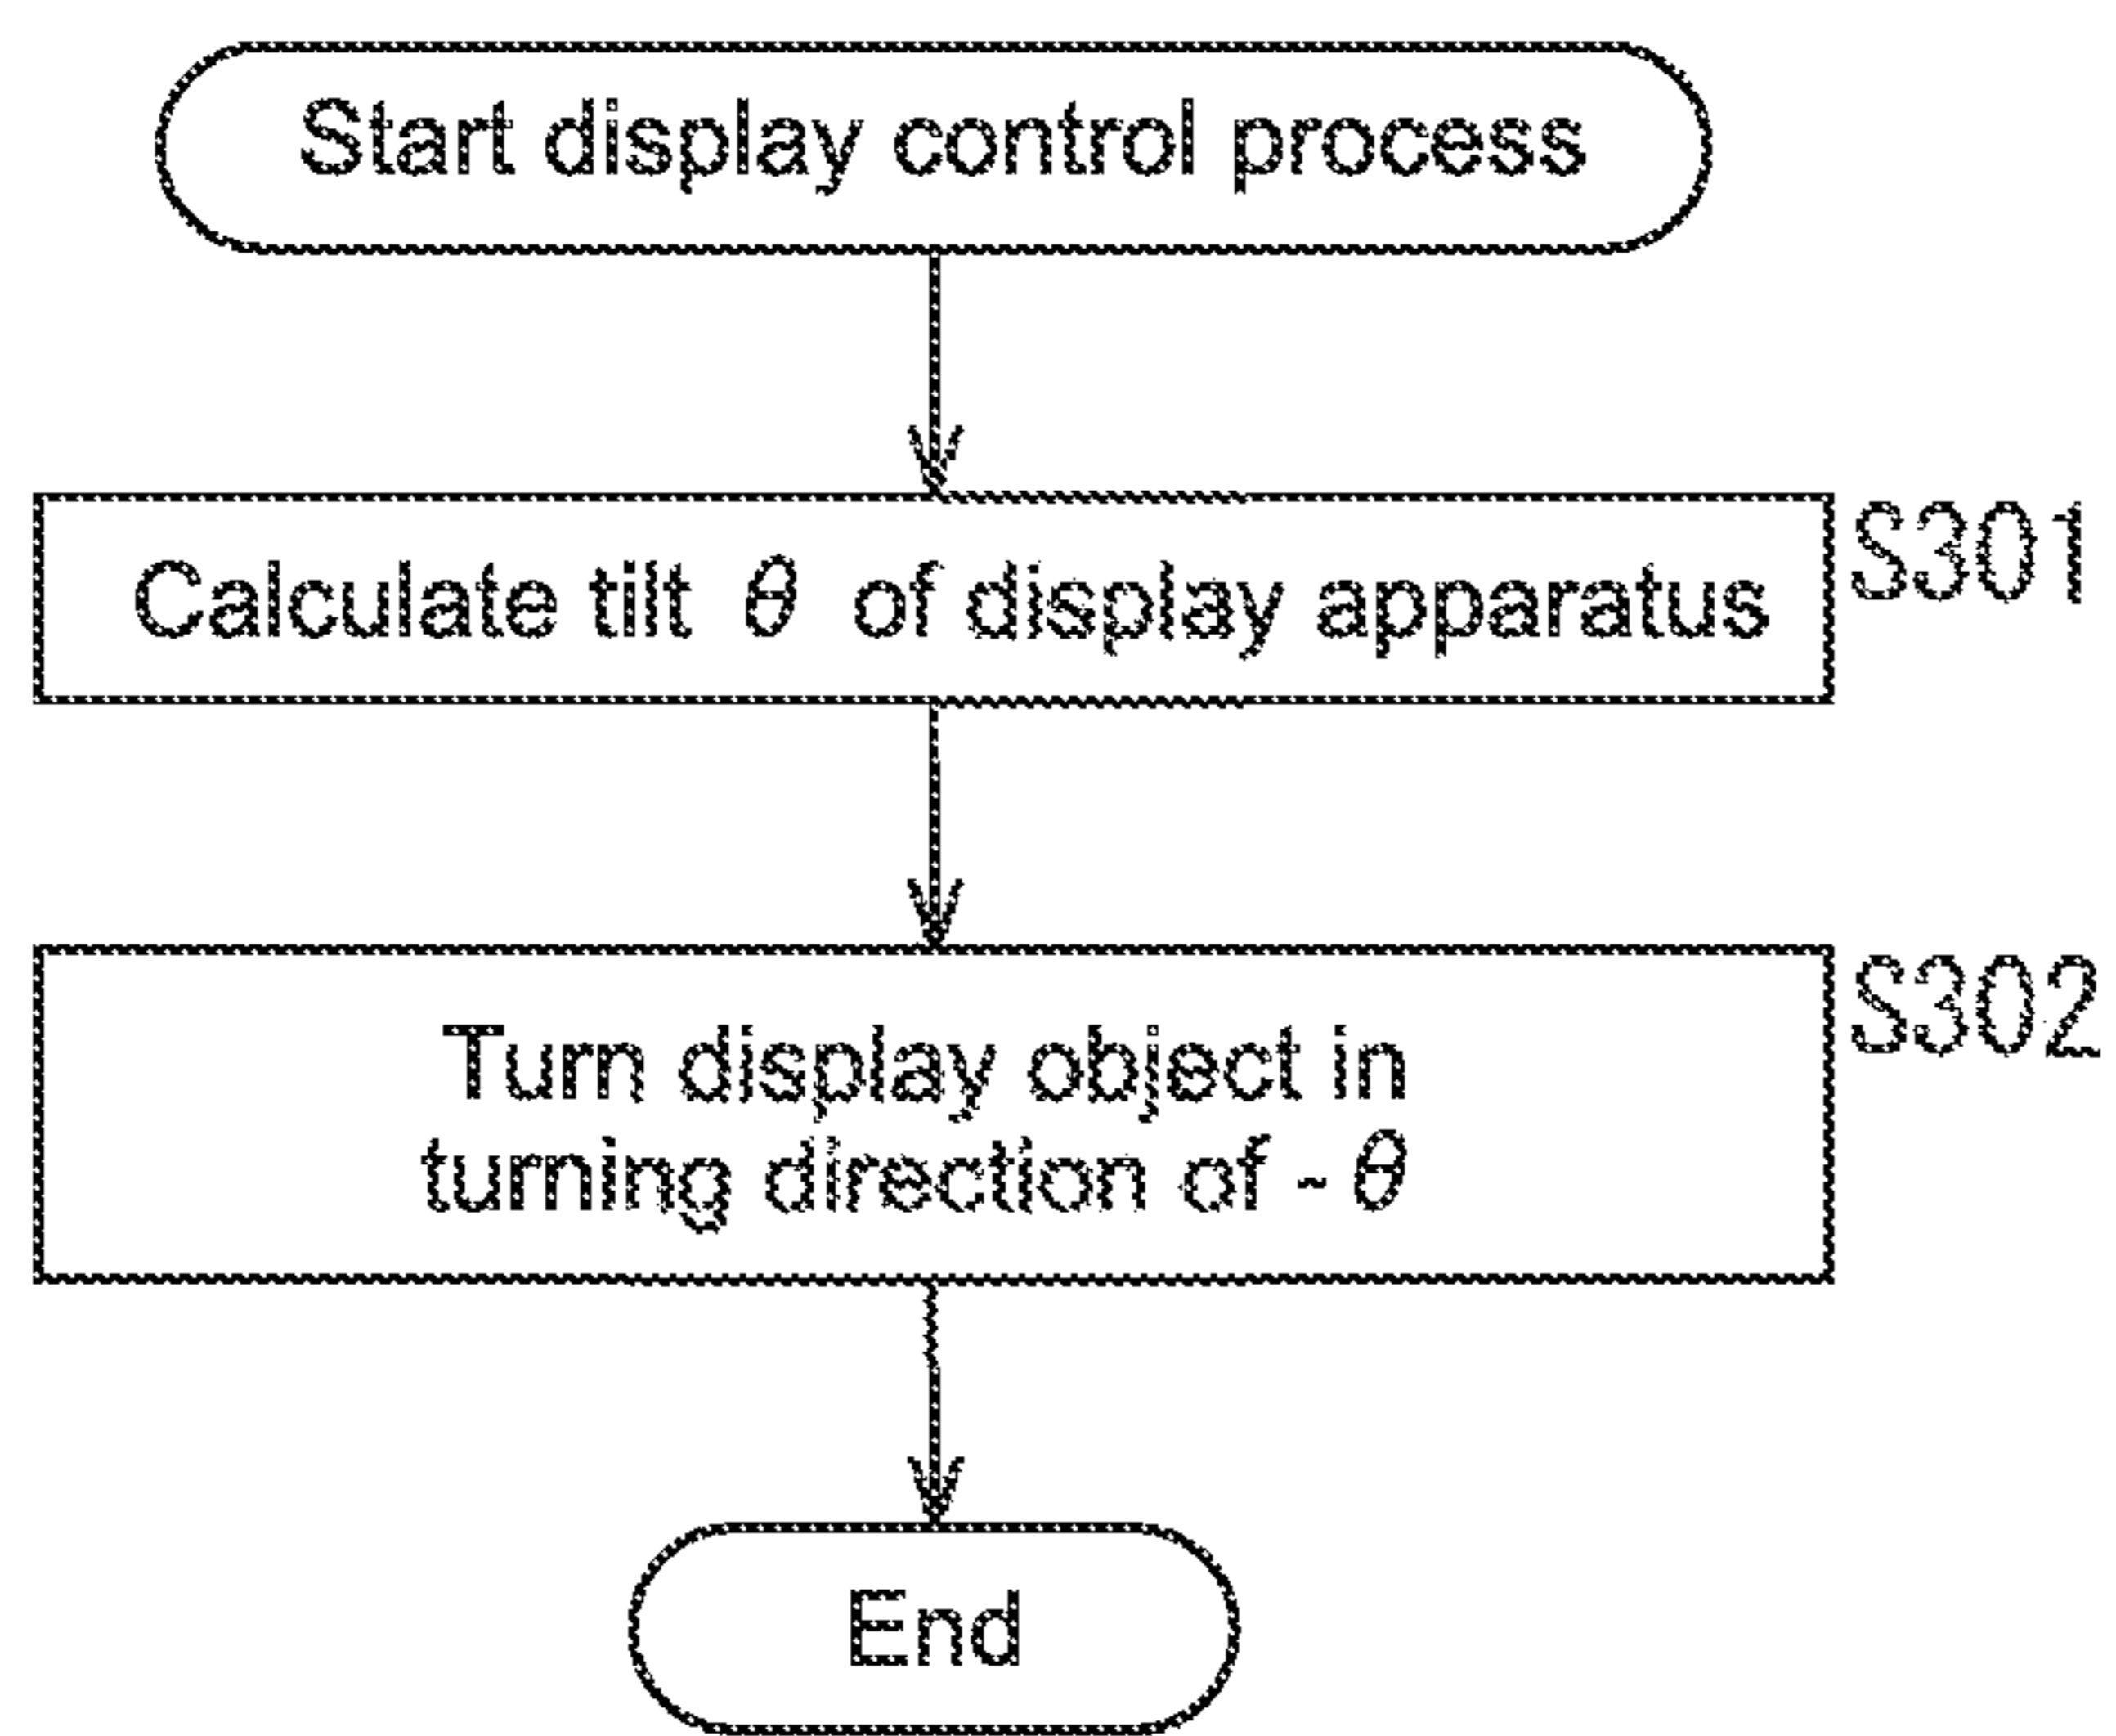 Start display control process
Calculate tilt θ of display apparatus
S301
Turn display object in
turning direction of - θ
S302
End